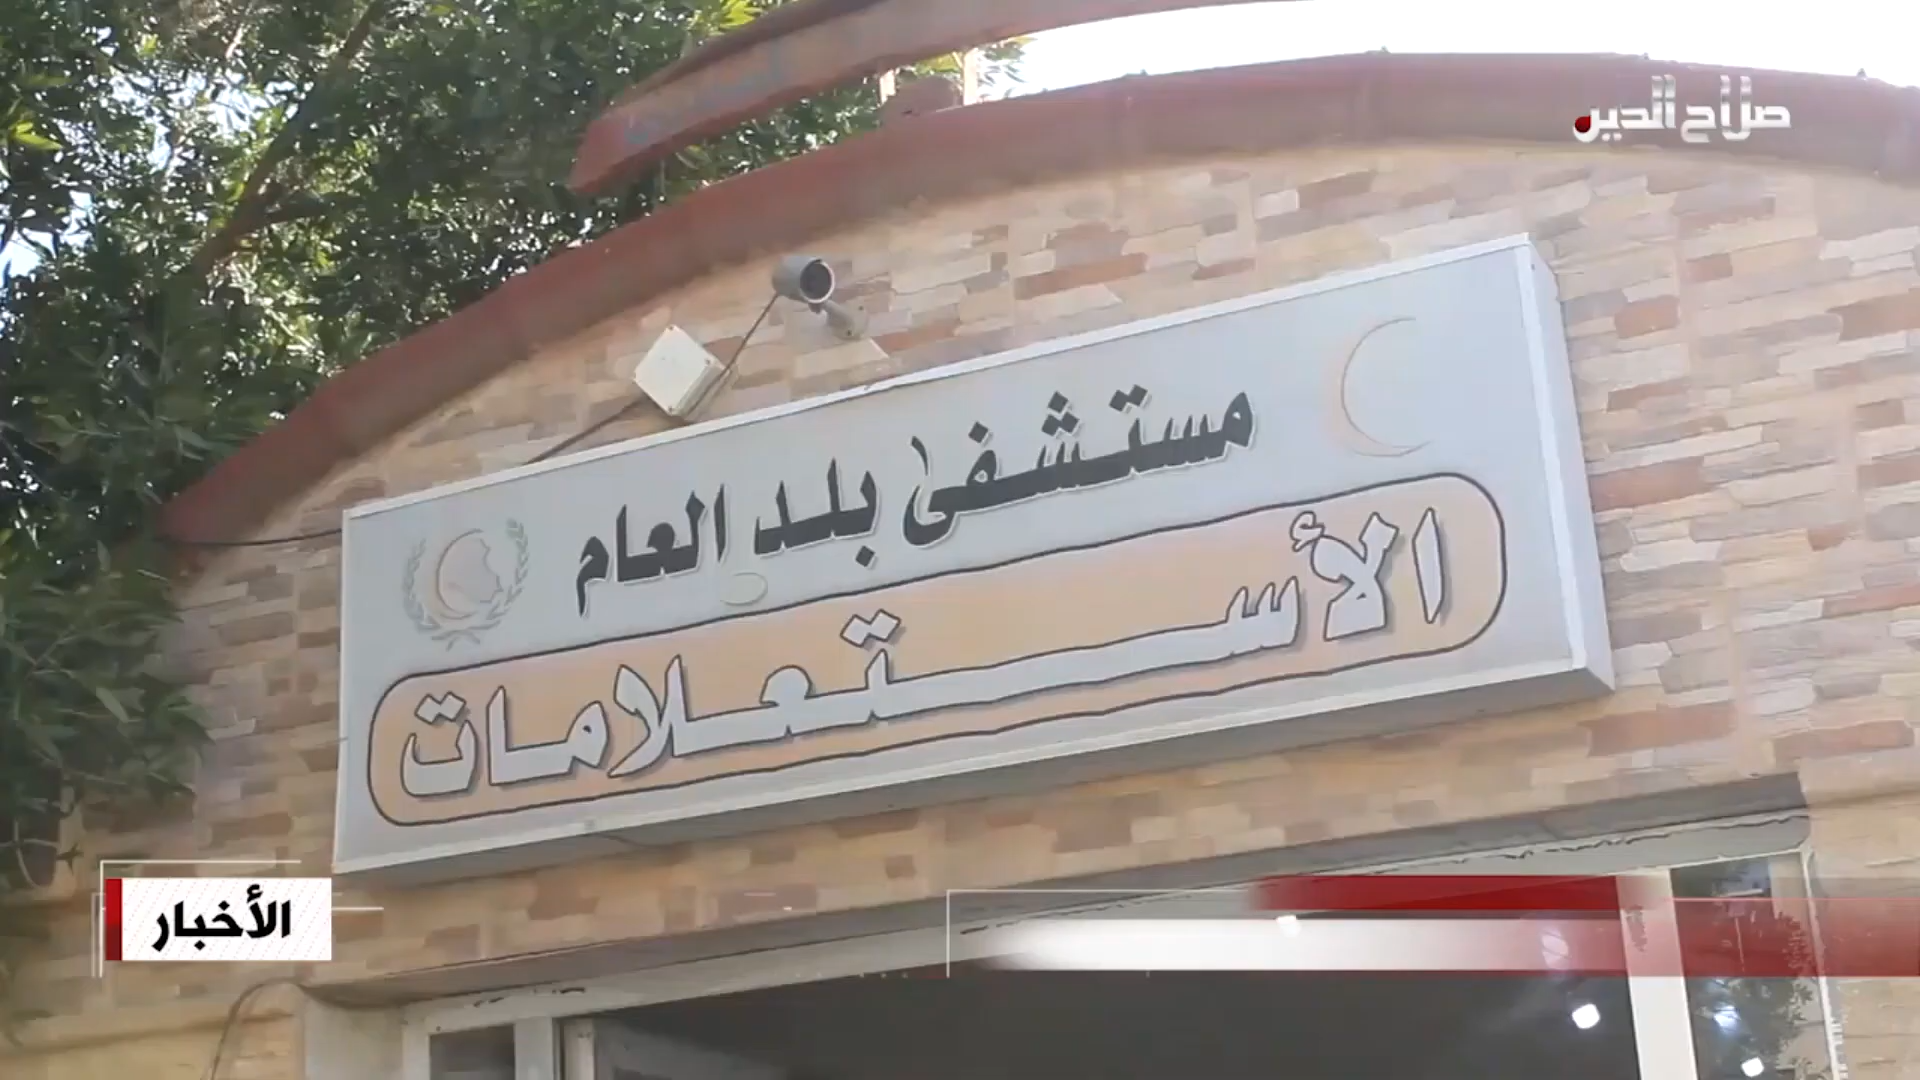 صلاح الدين
مستشفى بلد العام
الأستعلامات
الأخبار